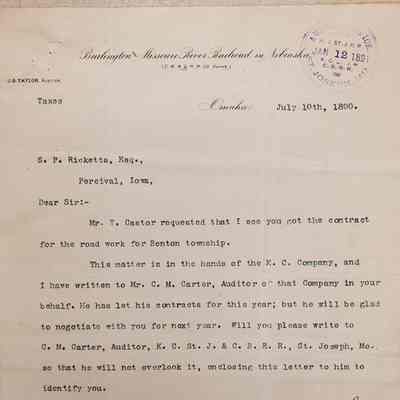 Burlington and Missouri River Railroad in Nebraska
JAN 12 1891
J.G. TAYLOR, AUDITOR.
Taxes
Omaha, July 10th, 1890.
S. P. Ricketts, Esq.,
Percival, Iowa,
Dear Sir:-
Mr. T. Castor requested that I see you got the contract
for the road work for Benton township.
This matter is in the hands of the K. C. Company, and
I have written to Mr. C. M. Carter, Auditor of that Company in your
behalf. He has let his contracts for this year; but he will be glad
to negotiate with you for next year. Will you please write to
C. M. Carter, Auditor, K. C. St. J. & C. B. R. R., St. Joseph, Mo.
so that he will not overlook it, enclosing this letter to him to
identify you.